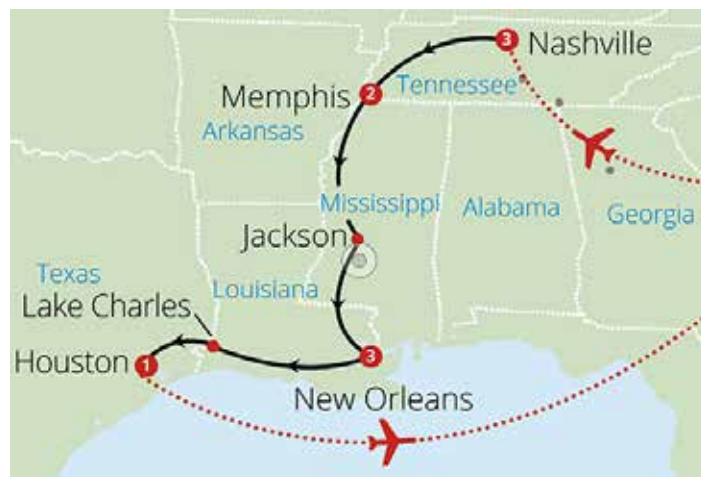 3 Nashville
Tennessee
Memphis 2
Arkansas
Mississippi
Alabama
Georgia
Jackson
Texas
Louisiana
Lake Charles
Houston 1
3
New Orleans